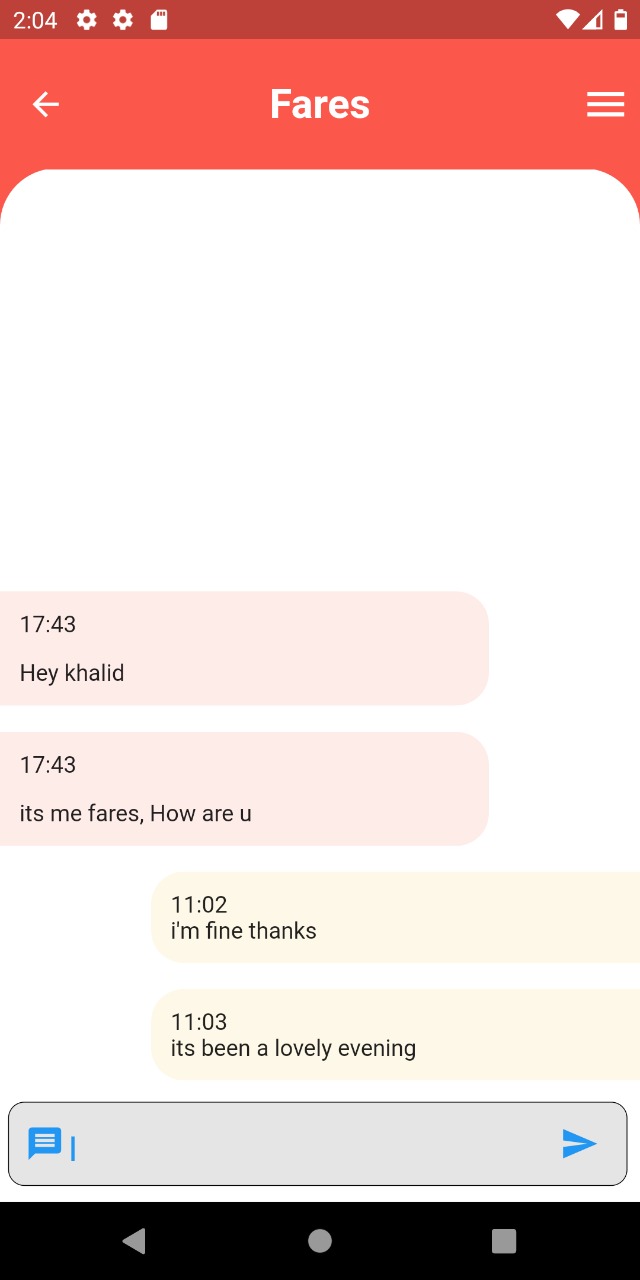 2:04
Fares
17:43
Hey khalid
17:43
its me fares, How are u
11:02
i'm fine thanks
11:03
its been a lovely evening